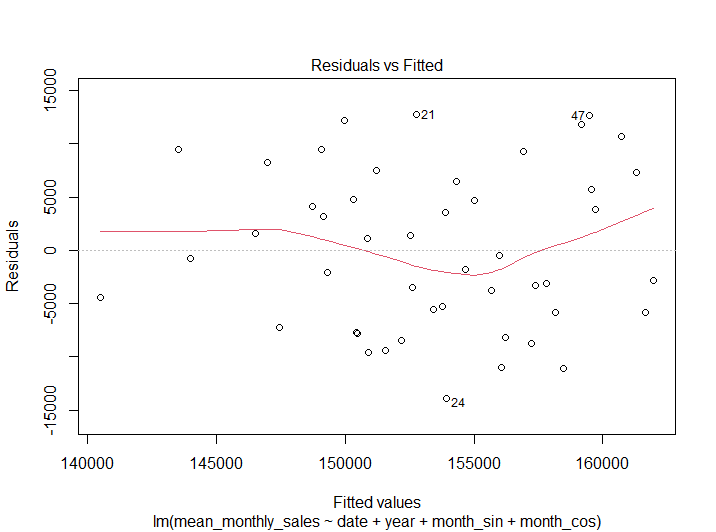 Residuals vs Fitted
15000
5000
0
-5000
-15000
Residuals
21
47
24
140000 145000 150000 155000 160000
Fitted values
lm(mean_monthly_sales ~ date + year + month_sin + month_cos)